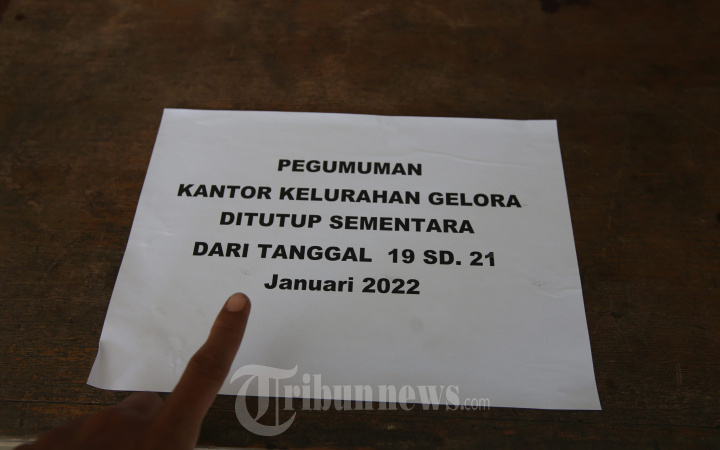 PEGUMUMAN
KANTOR KELURAHAN GELORA
DITUTUP SEMENTARA
DARI TANGGAL 19 SD. 21
Januari 2022
Tribunnews.com